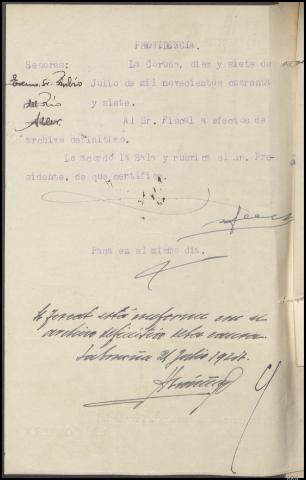 PROVIDENCIA.
Señores: La Coruña, diez y siete de
Excmo. Sr. Rubio Julio de mil novecientos cuarenta
del Río y siete.
Al Sr. Fiscal a efectos de
archivo definitivo.
Lo acordó la Sala y rubrica el Sr. Pre-
sidente, de que certifico.
Pasa en el mismo día.
El Fiscal está conforme con el
archivo definitivo de la causa.
La Coruña 21 Julio 1947.